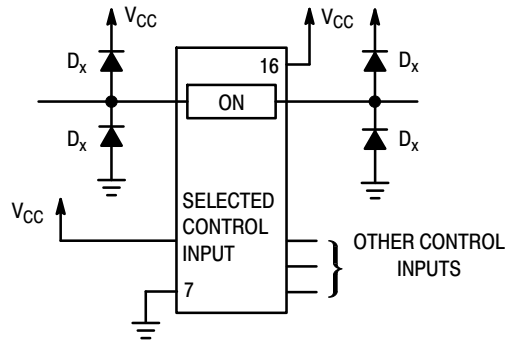 VCC
VCC
Dx
16
Dx
ON
Dx
Dx
VCC
SELECTED
CONTROL
INPUT
OTHER CONTROL
INPUTS
7